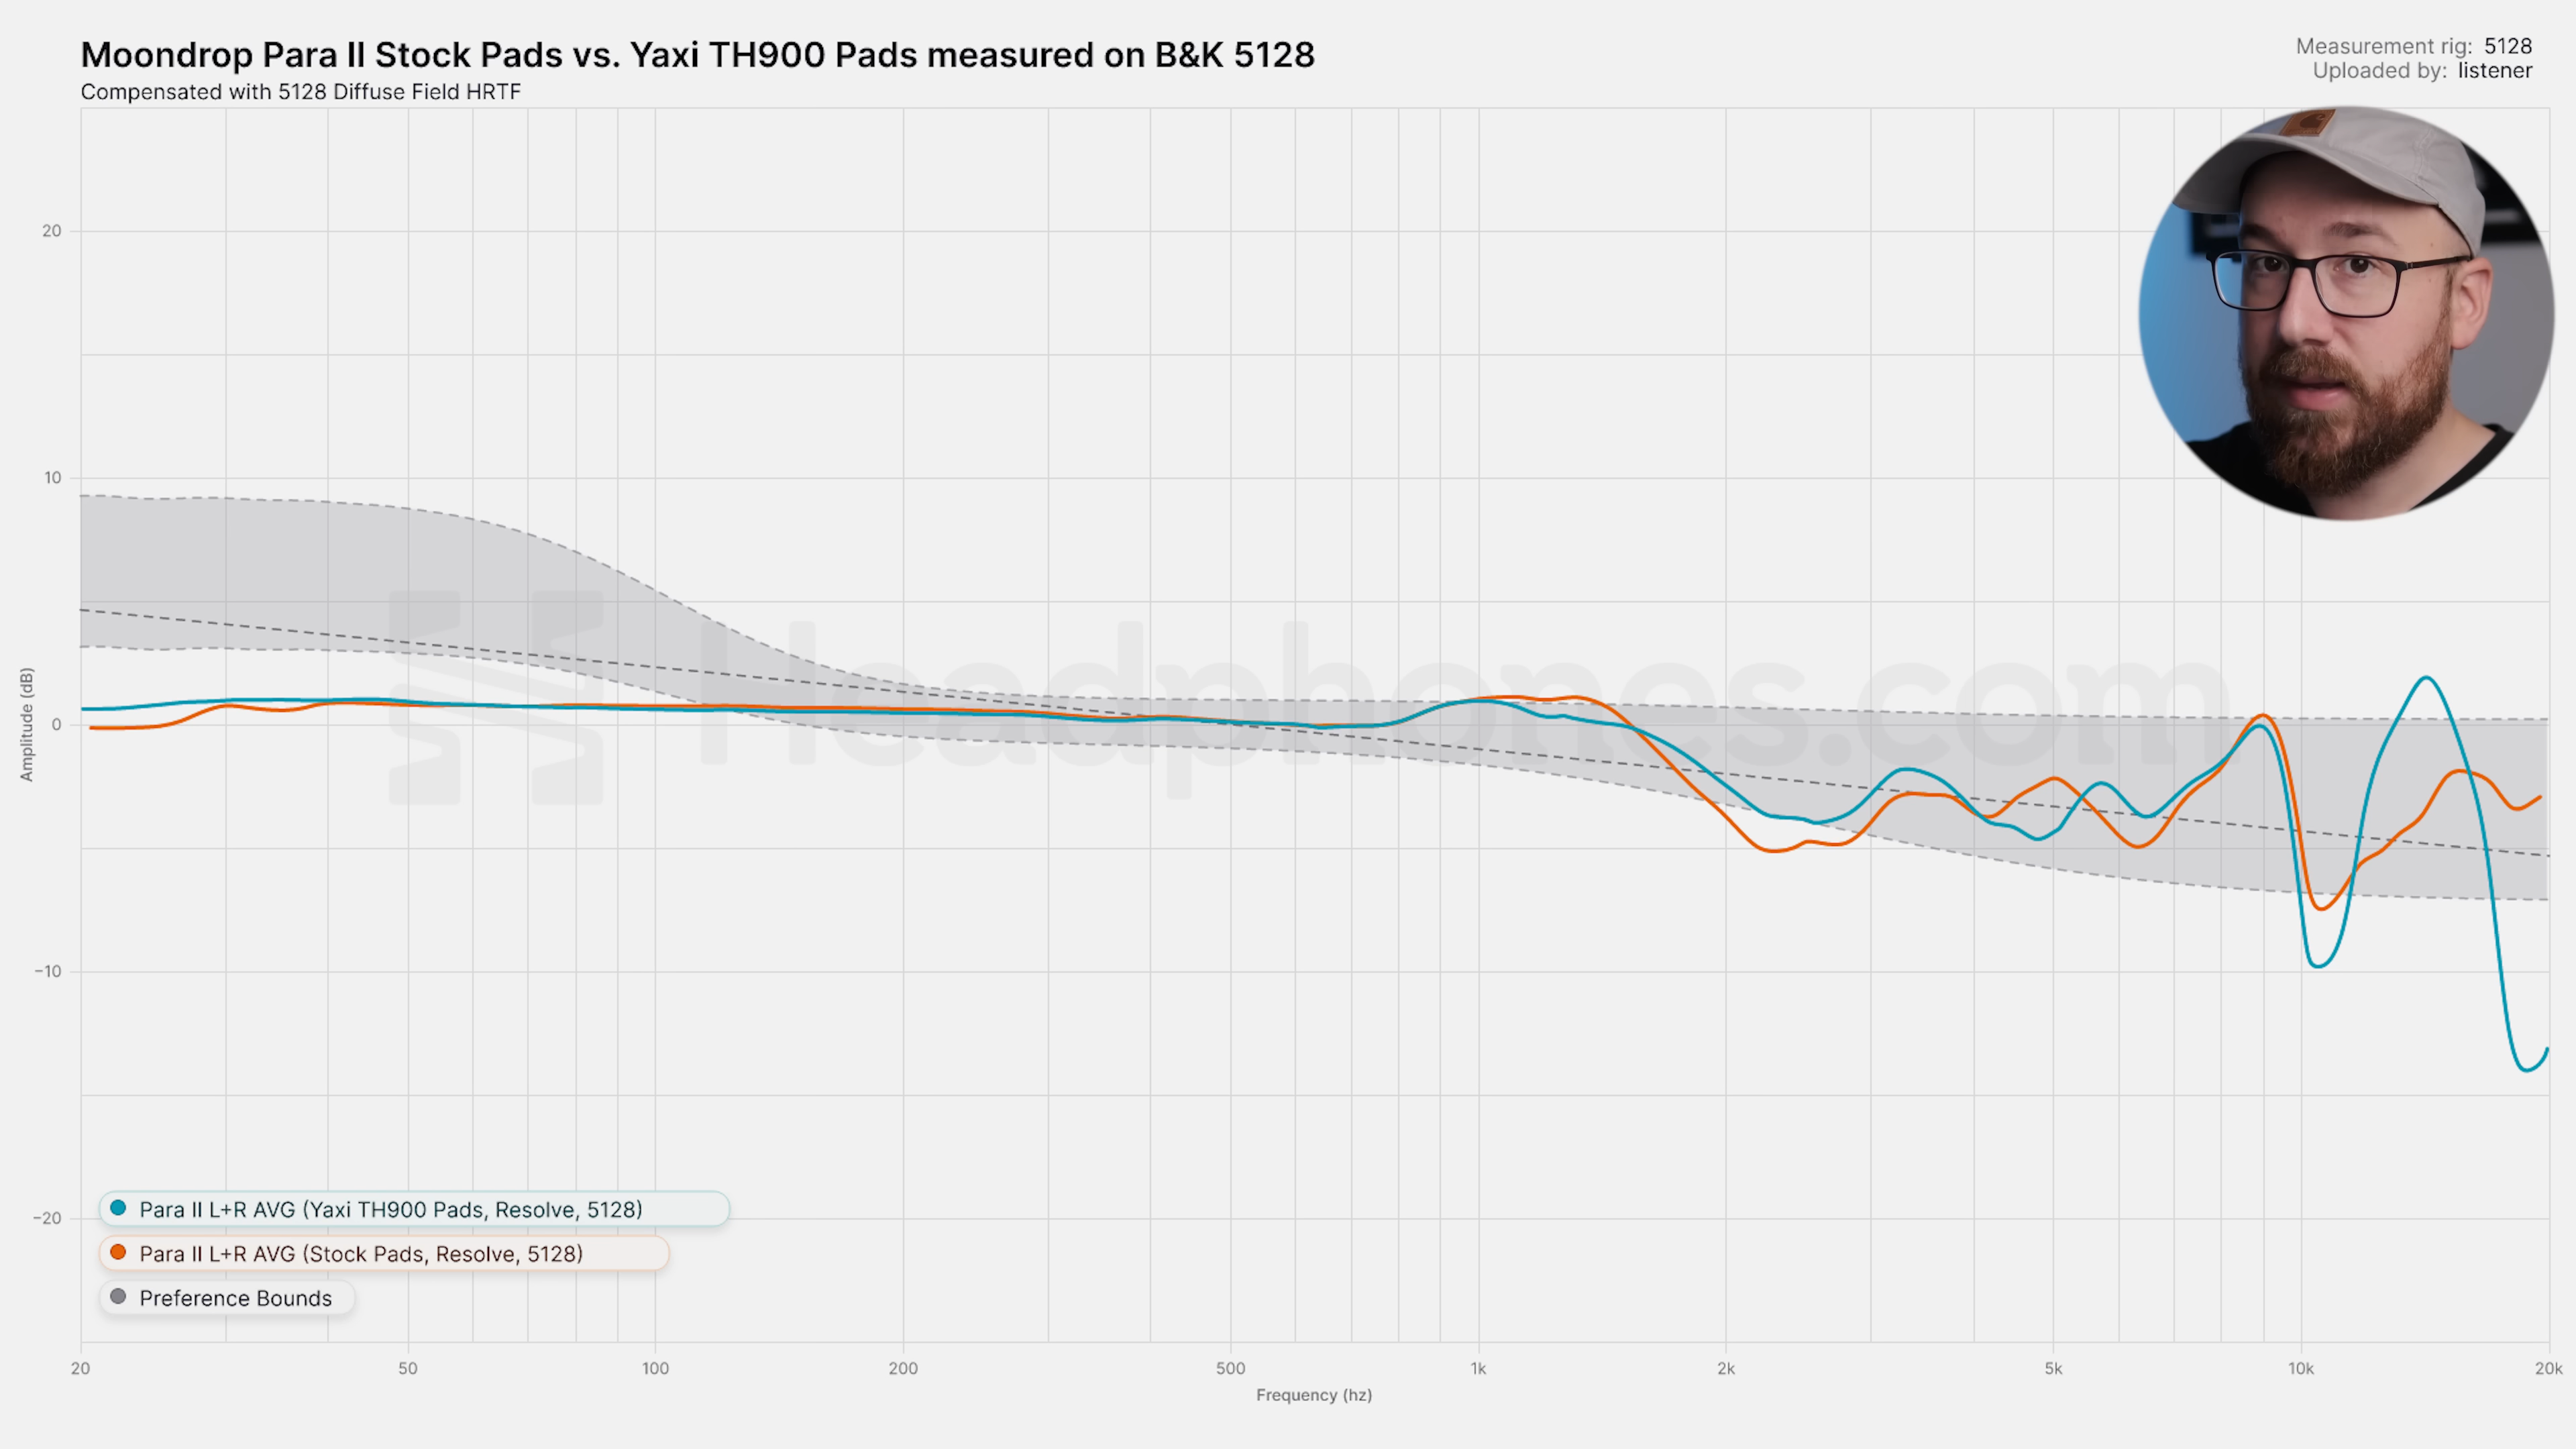 Moondrop Para II Stock Pads vs. Yaxi TH900 Pads measured on B&K 5128
Compensated with 5128 Diffuse Field HRTF
Measurement rig: 5128
Uploaded by: listener
20
10
0
−10
−20
Amplitude (dB)
Headphones.com
Para II L+R AVG (Yaxi TH900 Pads, Resolve, 5128)
Para II L+R AVG (Stock Pads, Resolve, 5128)
Preference Bounds
20 50 100 200 500 1k 2k 5k 10k 20k
Frequency (hz)